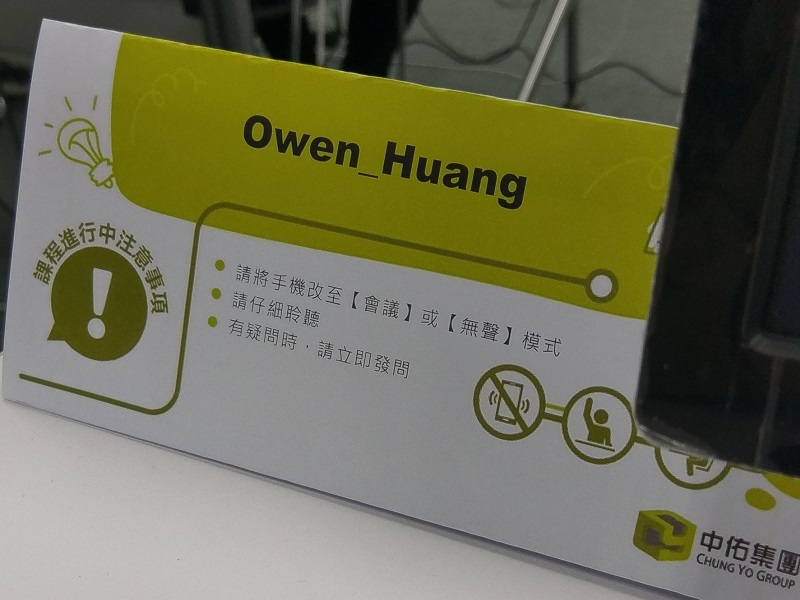 Owen_Huang
課程進行中注意事項
請將手機改至【會議】或【無聲】模式
請仔細聆聽
有疑問時，請立即發問
中佑集團
CHUNG YO GROUP